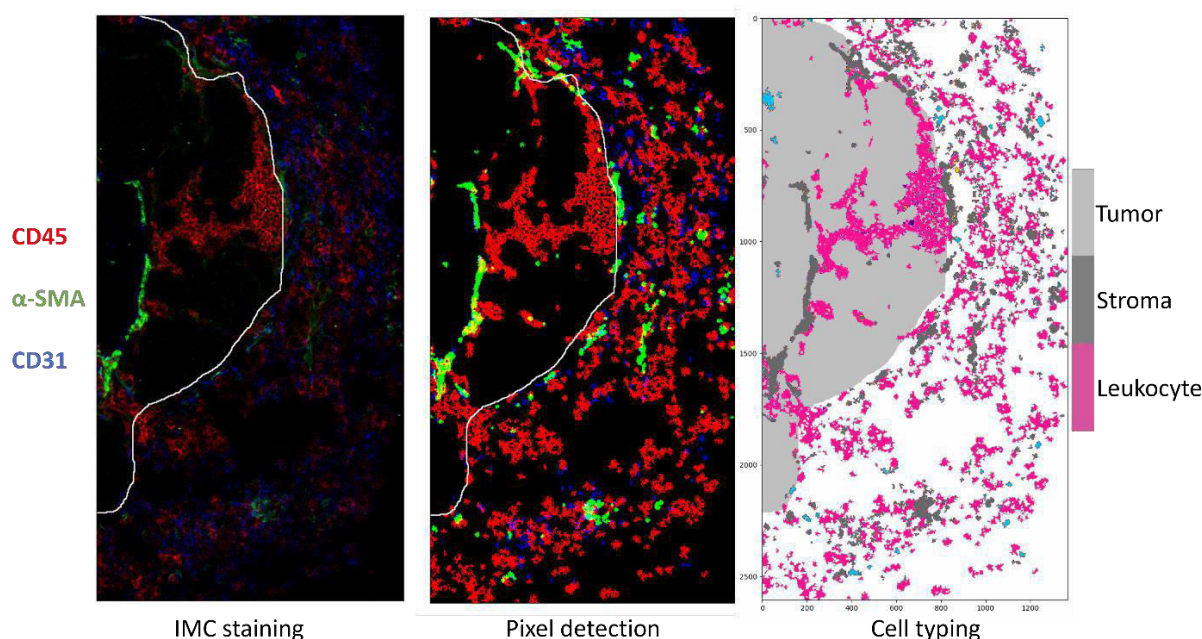 CD45
α-SMA
CD31
0
500
1000
1500
2000
2500
0
200
400
600
800
1000
1200
Tumor
Stroma
Leukocyte
IMC staining
Pixel detection
Cell typing